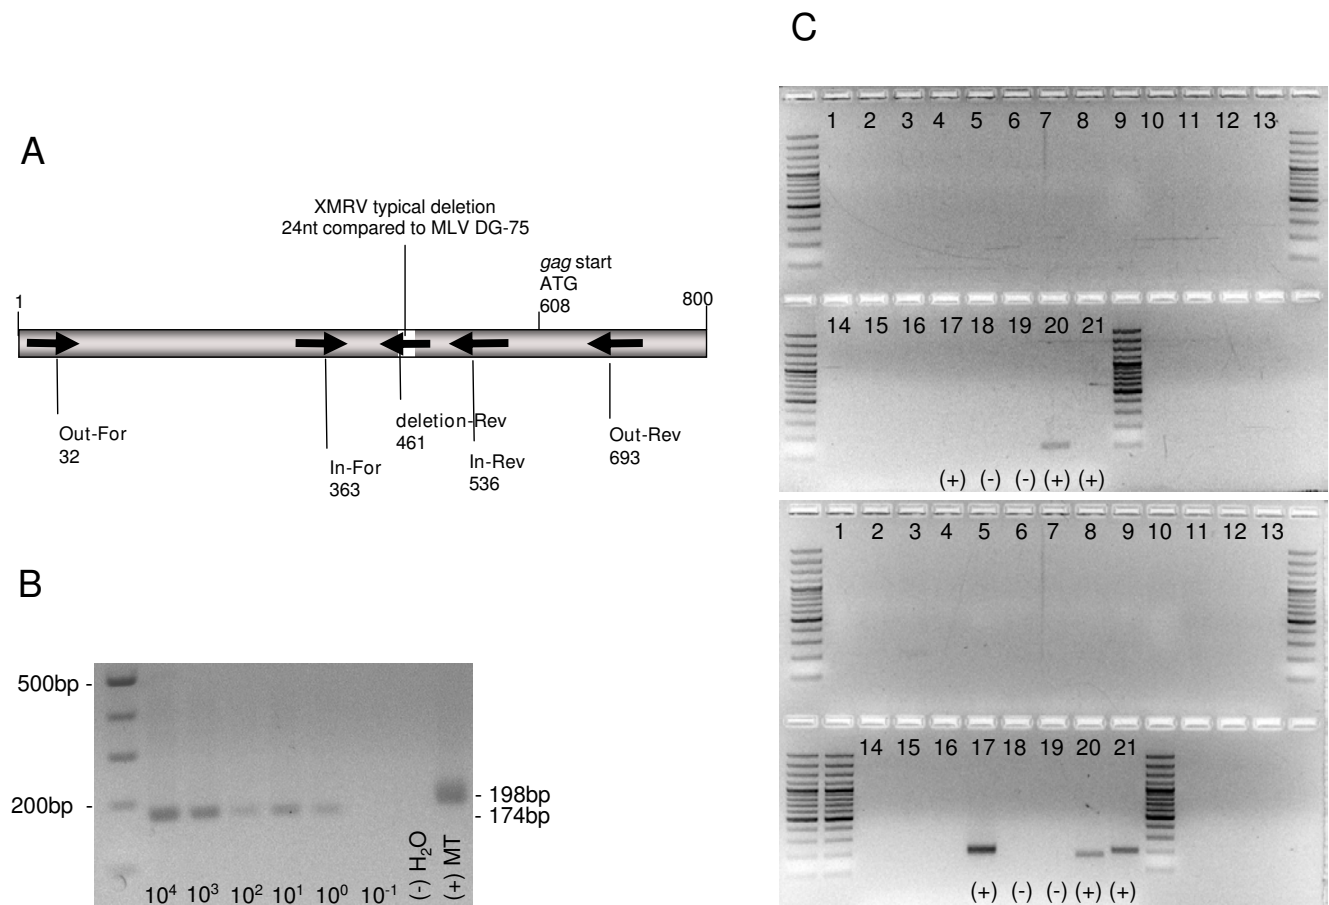 A
XMRV typical deletion
24nt compared to MLV DG-75
gag start
ATG
608
1
800
Out-For
32
In-For
363
deletion-Rev
461
In-Rev
536
Out-Rev
693
B
500bp -
200bp -
- 198bp
- 174bp
10⁴ 10³ 10² 10¹ 10⁰ 10⁻¹ (-) H₂O (+) MT
C
1 2 3 4 5 6 7 8 9 10 11 12 13
14 15 16 17 18 19 20 21
(+) (-) (-) (+) (+)
1 2 3 4 5 6 7 8 9 10 11 12 13
14 15 16 17 18 19 20 21
(+) (-) (-) (+) (+)